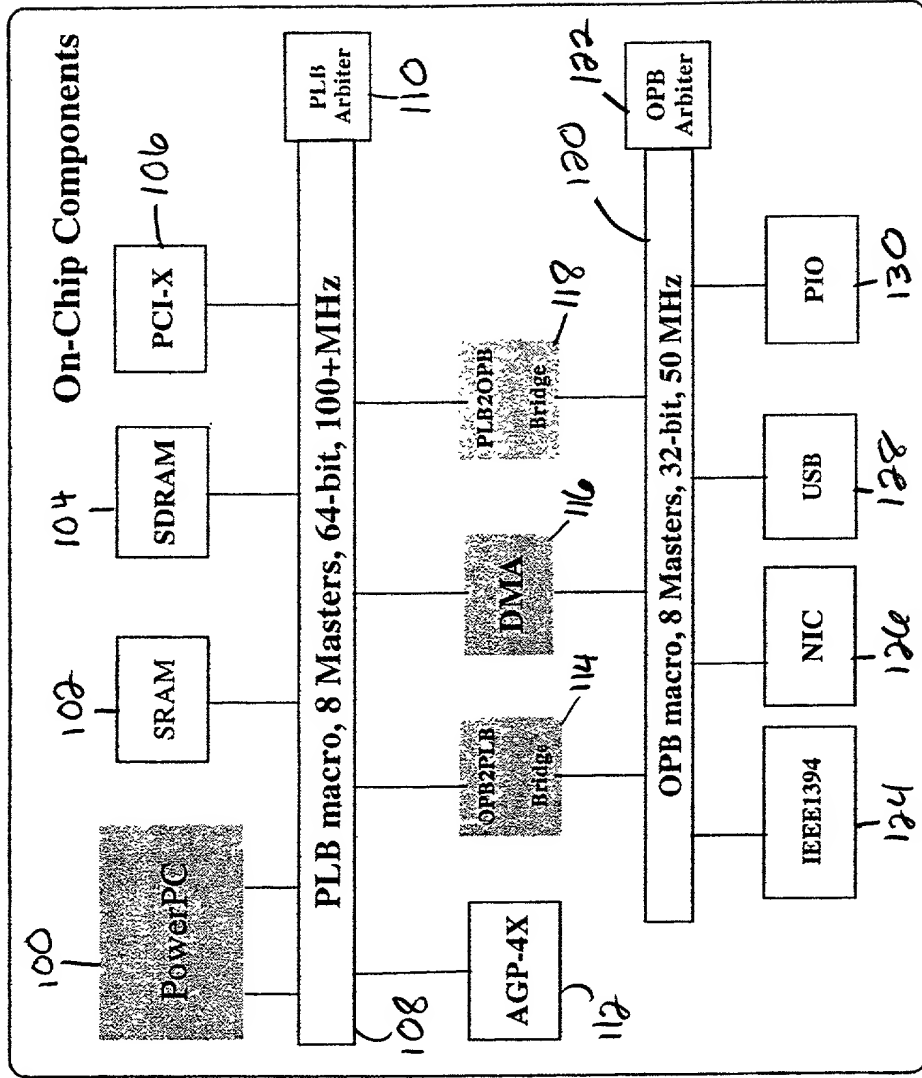 On-Chip Components
100
PowerPC
102
SRAM
104
SDRAM
PCI-X
106
108
PLB macro, 8 Masters, 64-bit, 100+MHz
PLB
Arbiter
110
AGP-4X
112
OPB2PLB
Bridge
114
DMA
116
PLB2OPB
Bridge
118
120
OPB macro, 8 Masters, 32-bit, 50 MHz
OPB
Arbiter
122
IEEE1394
124
NIC
126
USB
128
PIO
130